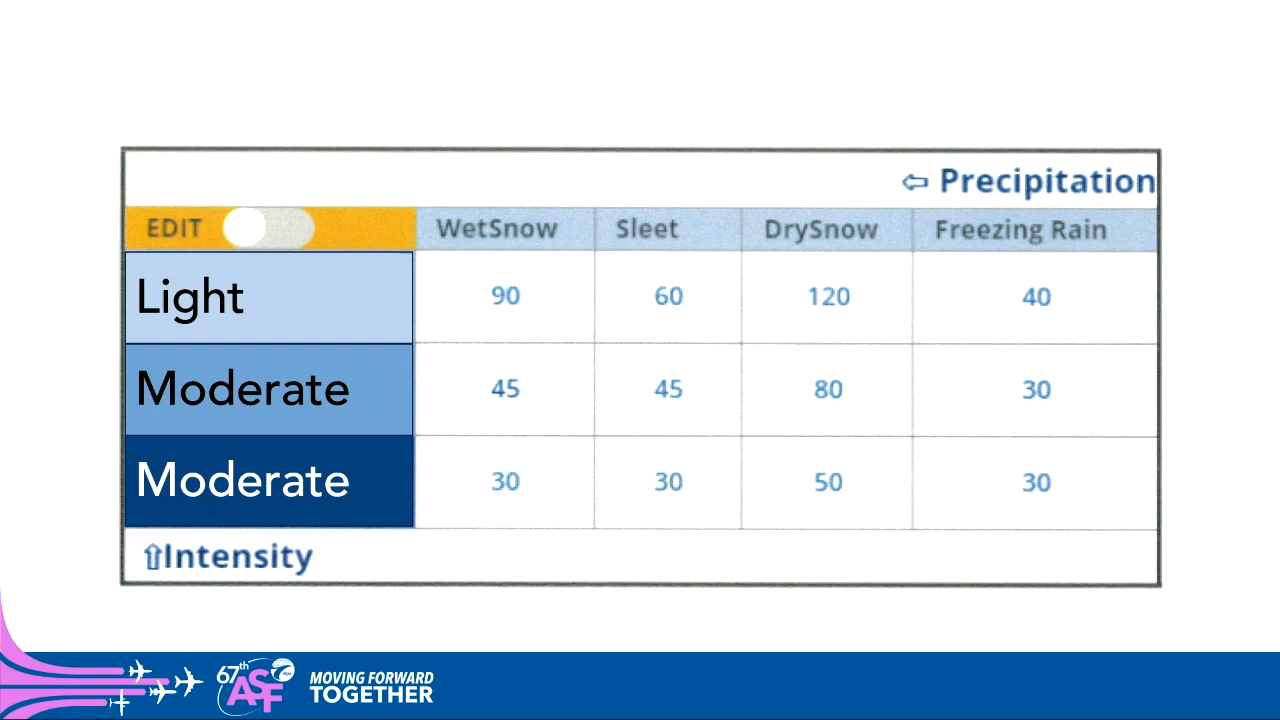 ⇦ Precipitation
EDIT WetSnow Sleet DrySnow Freezing Rain
Light 90 60 120 40
Moderate 45 45 80 30
Moderate 30 30 50 30
⇧Intensity
67th ASF MOVING FORWARD
TOGETHER